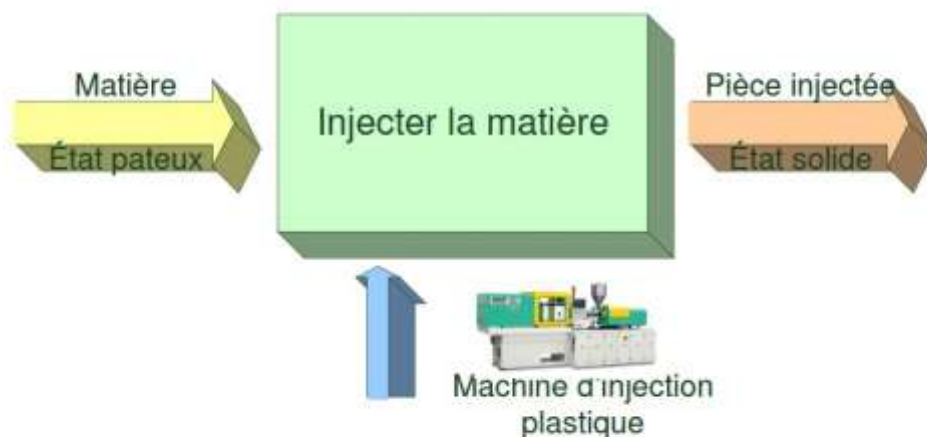 Matière
État pateux
Injecter la matière
Pièce injectée
État solide
Machine d'injection
plastique